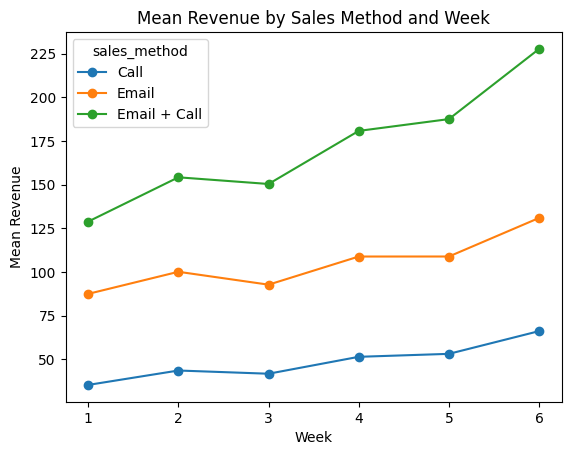 Mean Revenue by Sales Method and Week
sales_method
Call
Email
Email + Call
Mean Revenue
225
200
175
150
125
100
75
50
1 2 3 4 5 6
Week